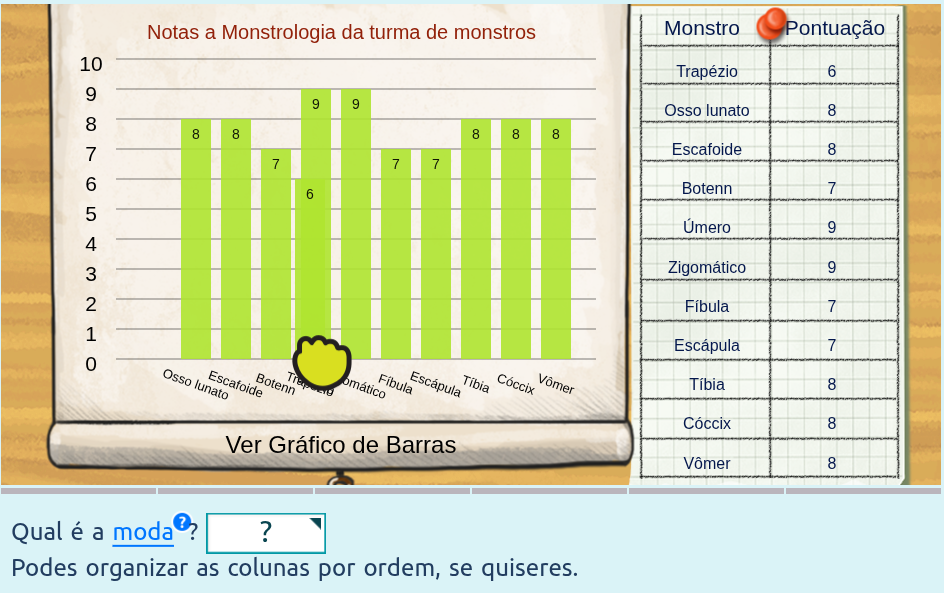 Notas a Monstrologia da turma de monstros
10
9
8
7
6
5
4
3
2
1
0
8
8
7
6
9
9
7
7
8
8
8
Osso lunato
Escafoide
Botenn
Fíbula
Escápula
Tíbia
Cóccix
Vômer
Ver Gráfico de Barras
Monstro Pontuação
Trapézio 6
Osso lunato 8
Escafoide 8
Botenn 7
Úmero 9
Zigomático 9
Fíbula 7
Escápula 7
Tíbia 8
Cóccix 8
Vômer 8
Qual é a moda ? ? ?
Podes organizar as colunas por ordem, se quiseres.